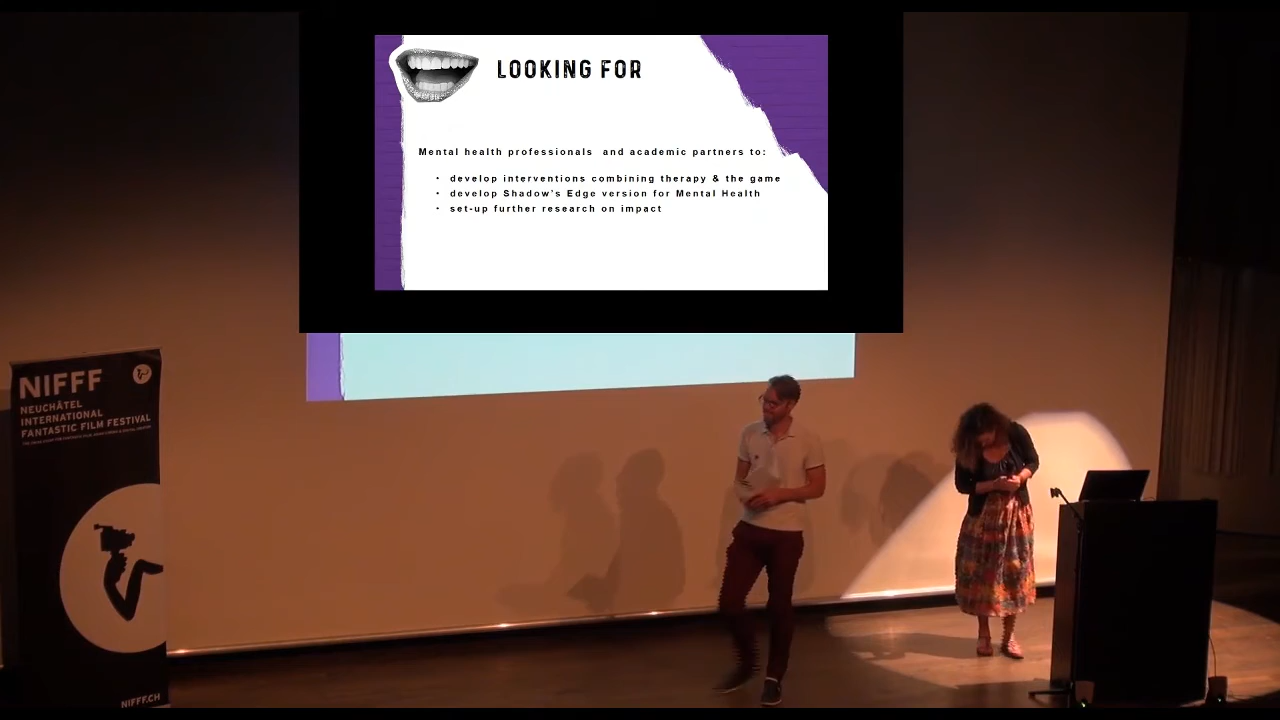 LOOKING FOR
Mental health professionals and academic partners to:
• develop interventions combining therapy & the game
• develop Shadow's Edge version for Mental Health
• set-up further research on impact
NIFFF
NEUCHÂTEL
INTERNATIONAL
FANTASTIC FILM FESTIVAL
NIFFF.CH